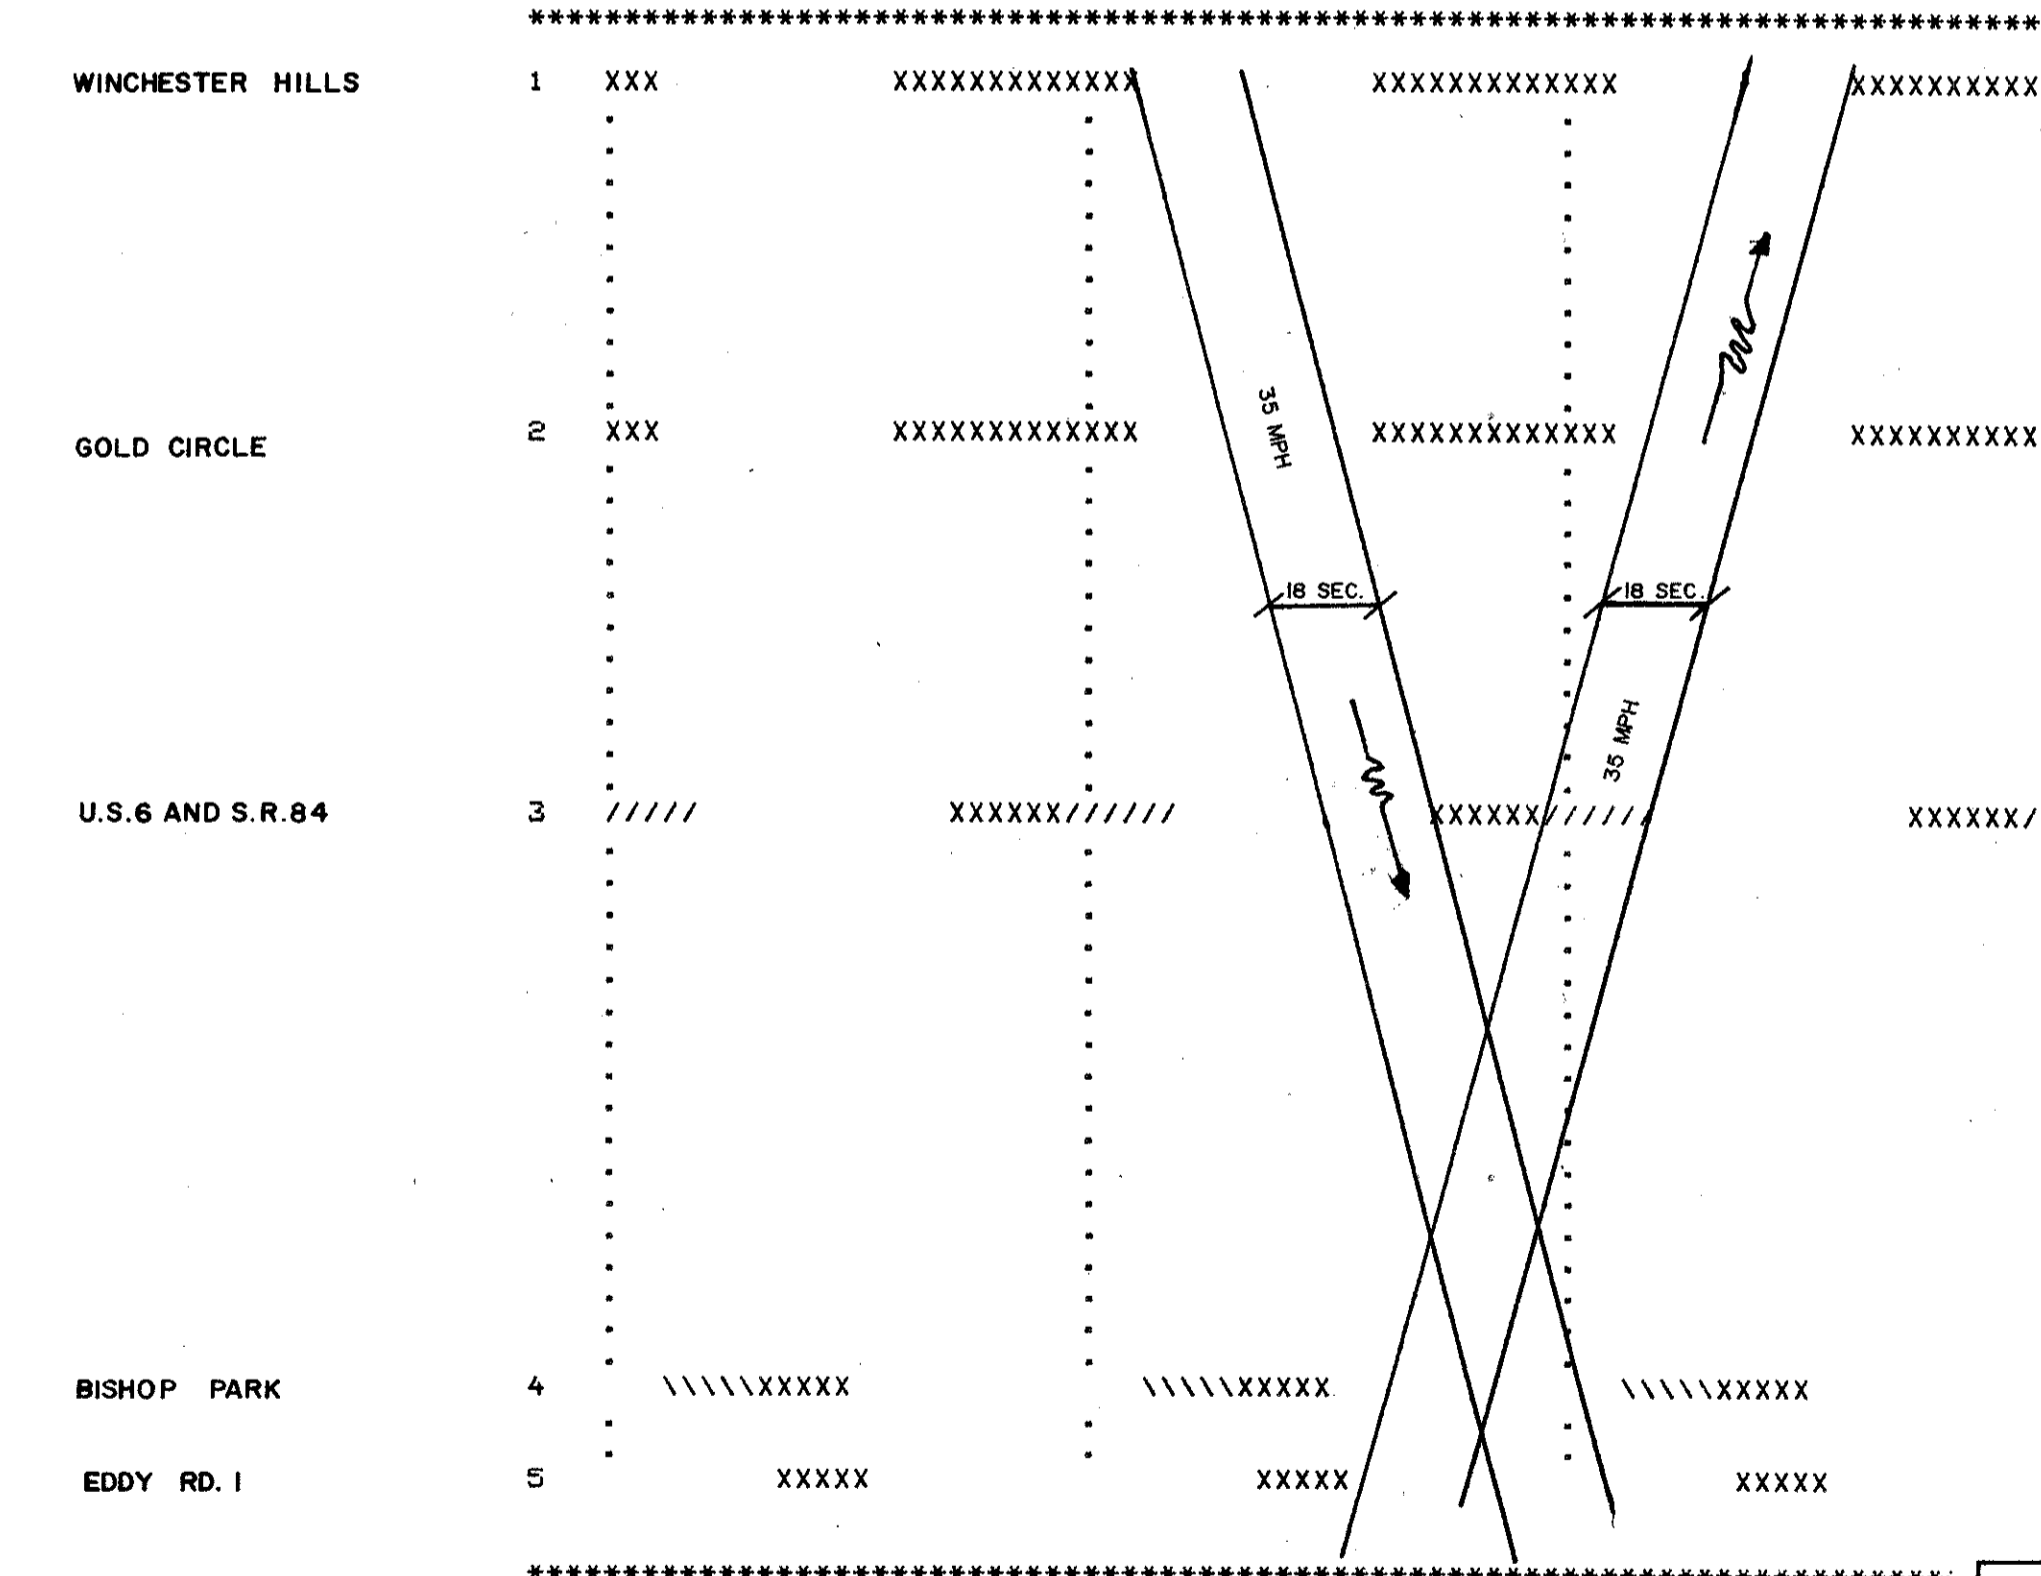 ********************************************************************************
WINCHESTER HILLS 1 XXX XXXXXXXXXXXXX XXXXXXXXXXXXX XXXXXXXXXX
35 MPH
GOLD CIRCLE 2 XXX XXXXXXXXXXXXX XXXXXXXXXXXXX XXXXXXXXXX
18 SEC. 18 SEC.
35 MPH
U.S.6 AND S.R.84 3 ///// XXXXXX////// XXXXXX////// XXXXXX/
BISHOP PARK 4 \\\\\XXXXX \\\\\XXXXX \\\\\XXXXX
EDDY RD. 1 5 XXXXX XXXXX XXXXX
***************************************************************************